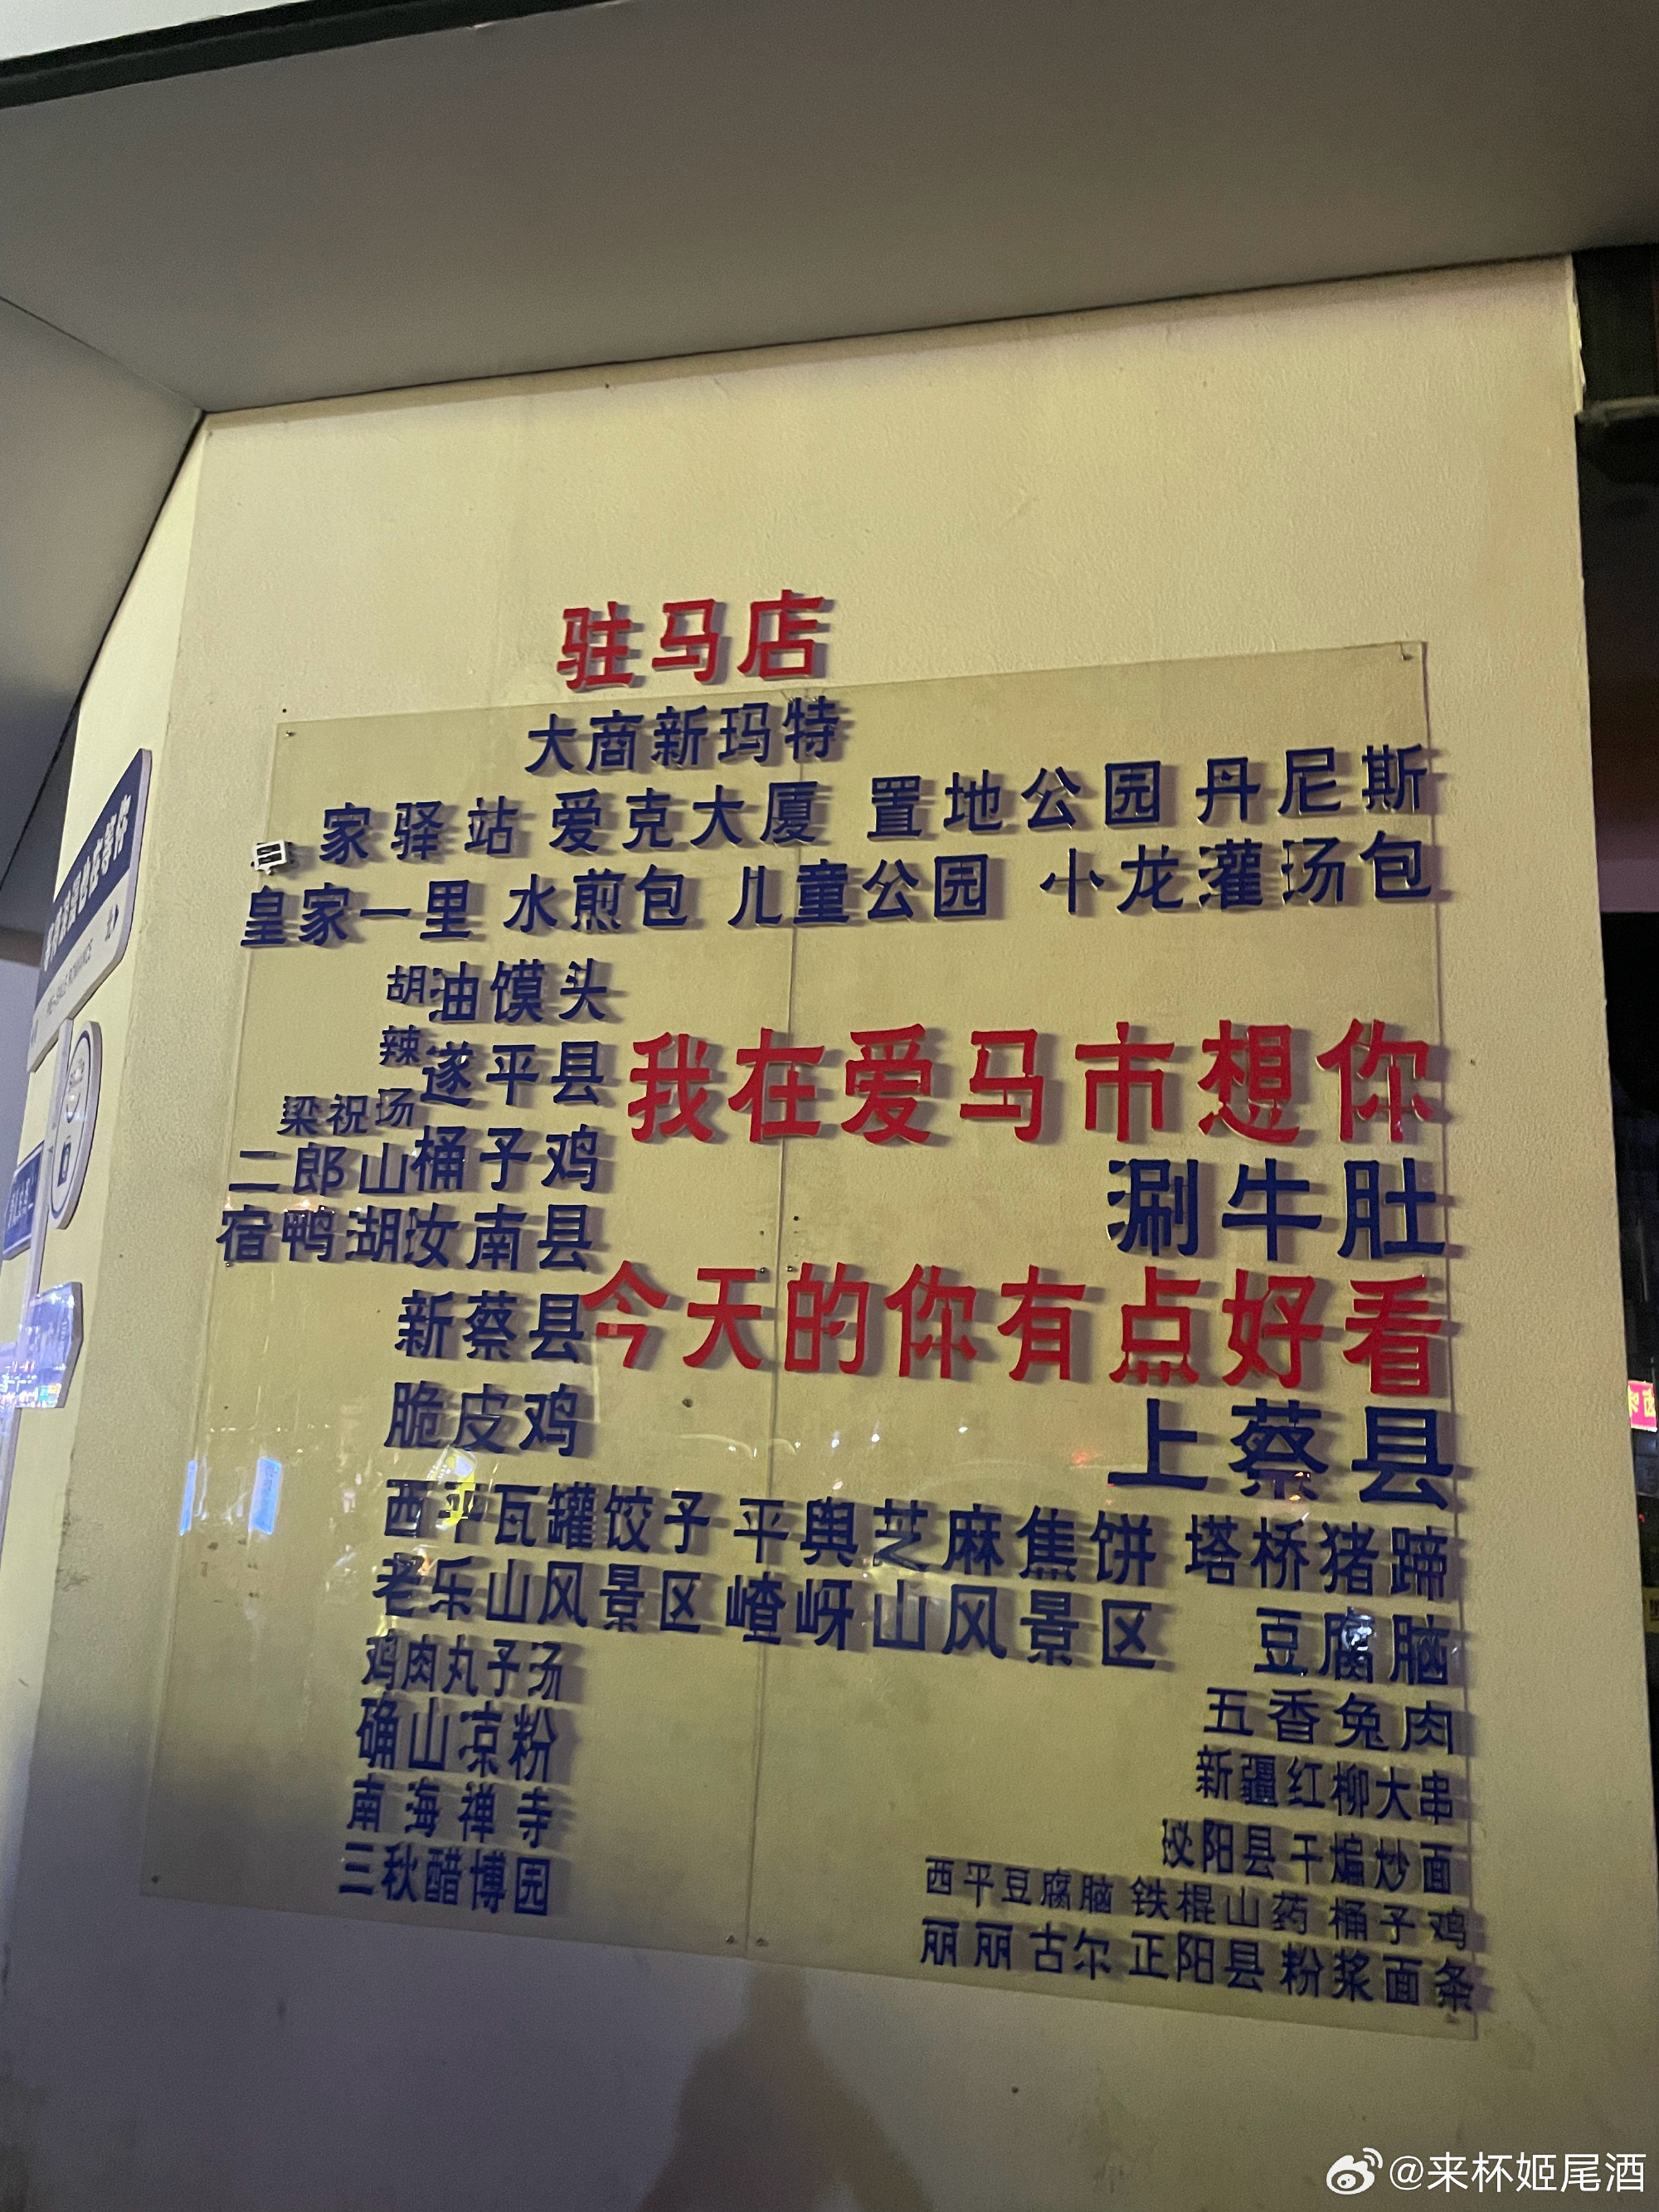 驻马店
大商新玛特
家驿站 爱克大厦 置地公园 丹尼斯
皇家一里 水煎包 儿童公园 小龙灌汤包
胡 油馍头
辣 遂平县
我在爱马市想你
梁祝 汤
二郎山 桶子鸡
涮牛肚
宿鸭湖 汝南县
新蔡县 今天的你有点好看
脆皮鸡
上蔡县
西平瓦罐饺子 平舆芝麻焦饼 塔桥猪蹄
老乐山风景区 嵖岈山风景区 豆腐脑
鸡肉丸子汤
五香兔肉
确山凉粉
新疆红柳大串
南海禅寺
泌阳县干煸炒面
三秋醋博园
西平豆腐脑 铁棍山药 桶子鸡
丽丽古尔 正阳县 粉浆面条
@来杯姬尾酒